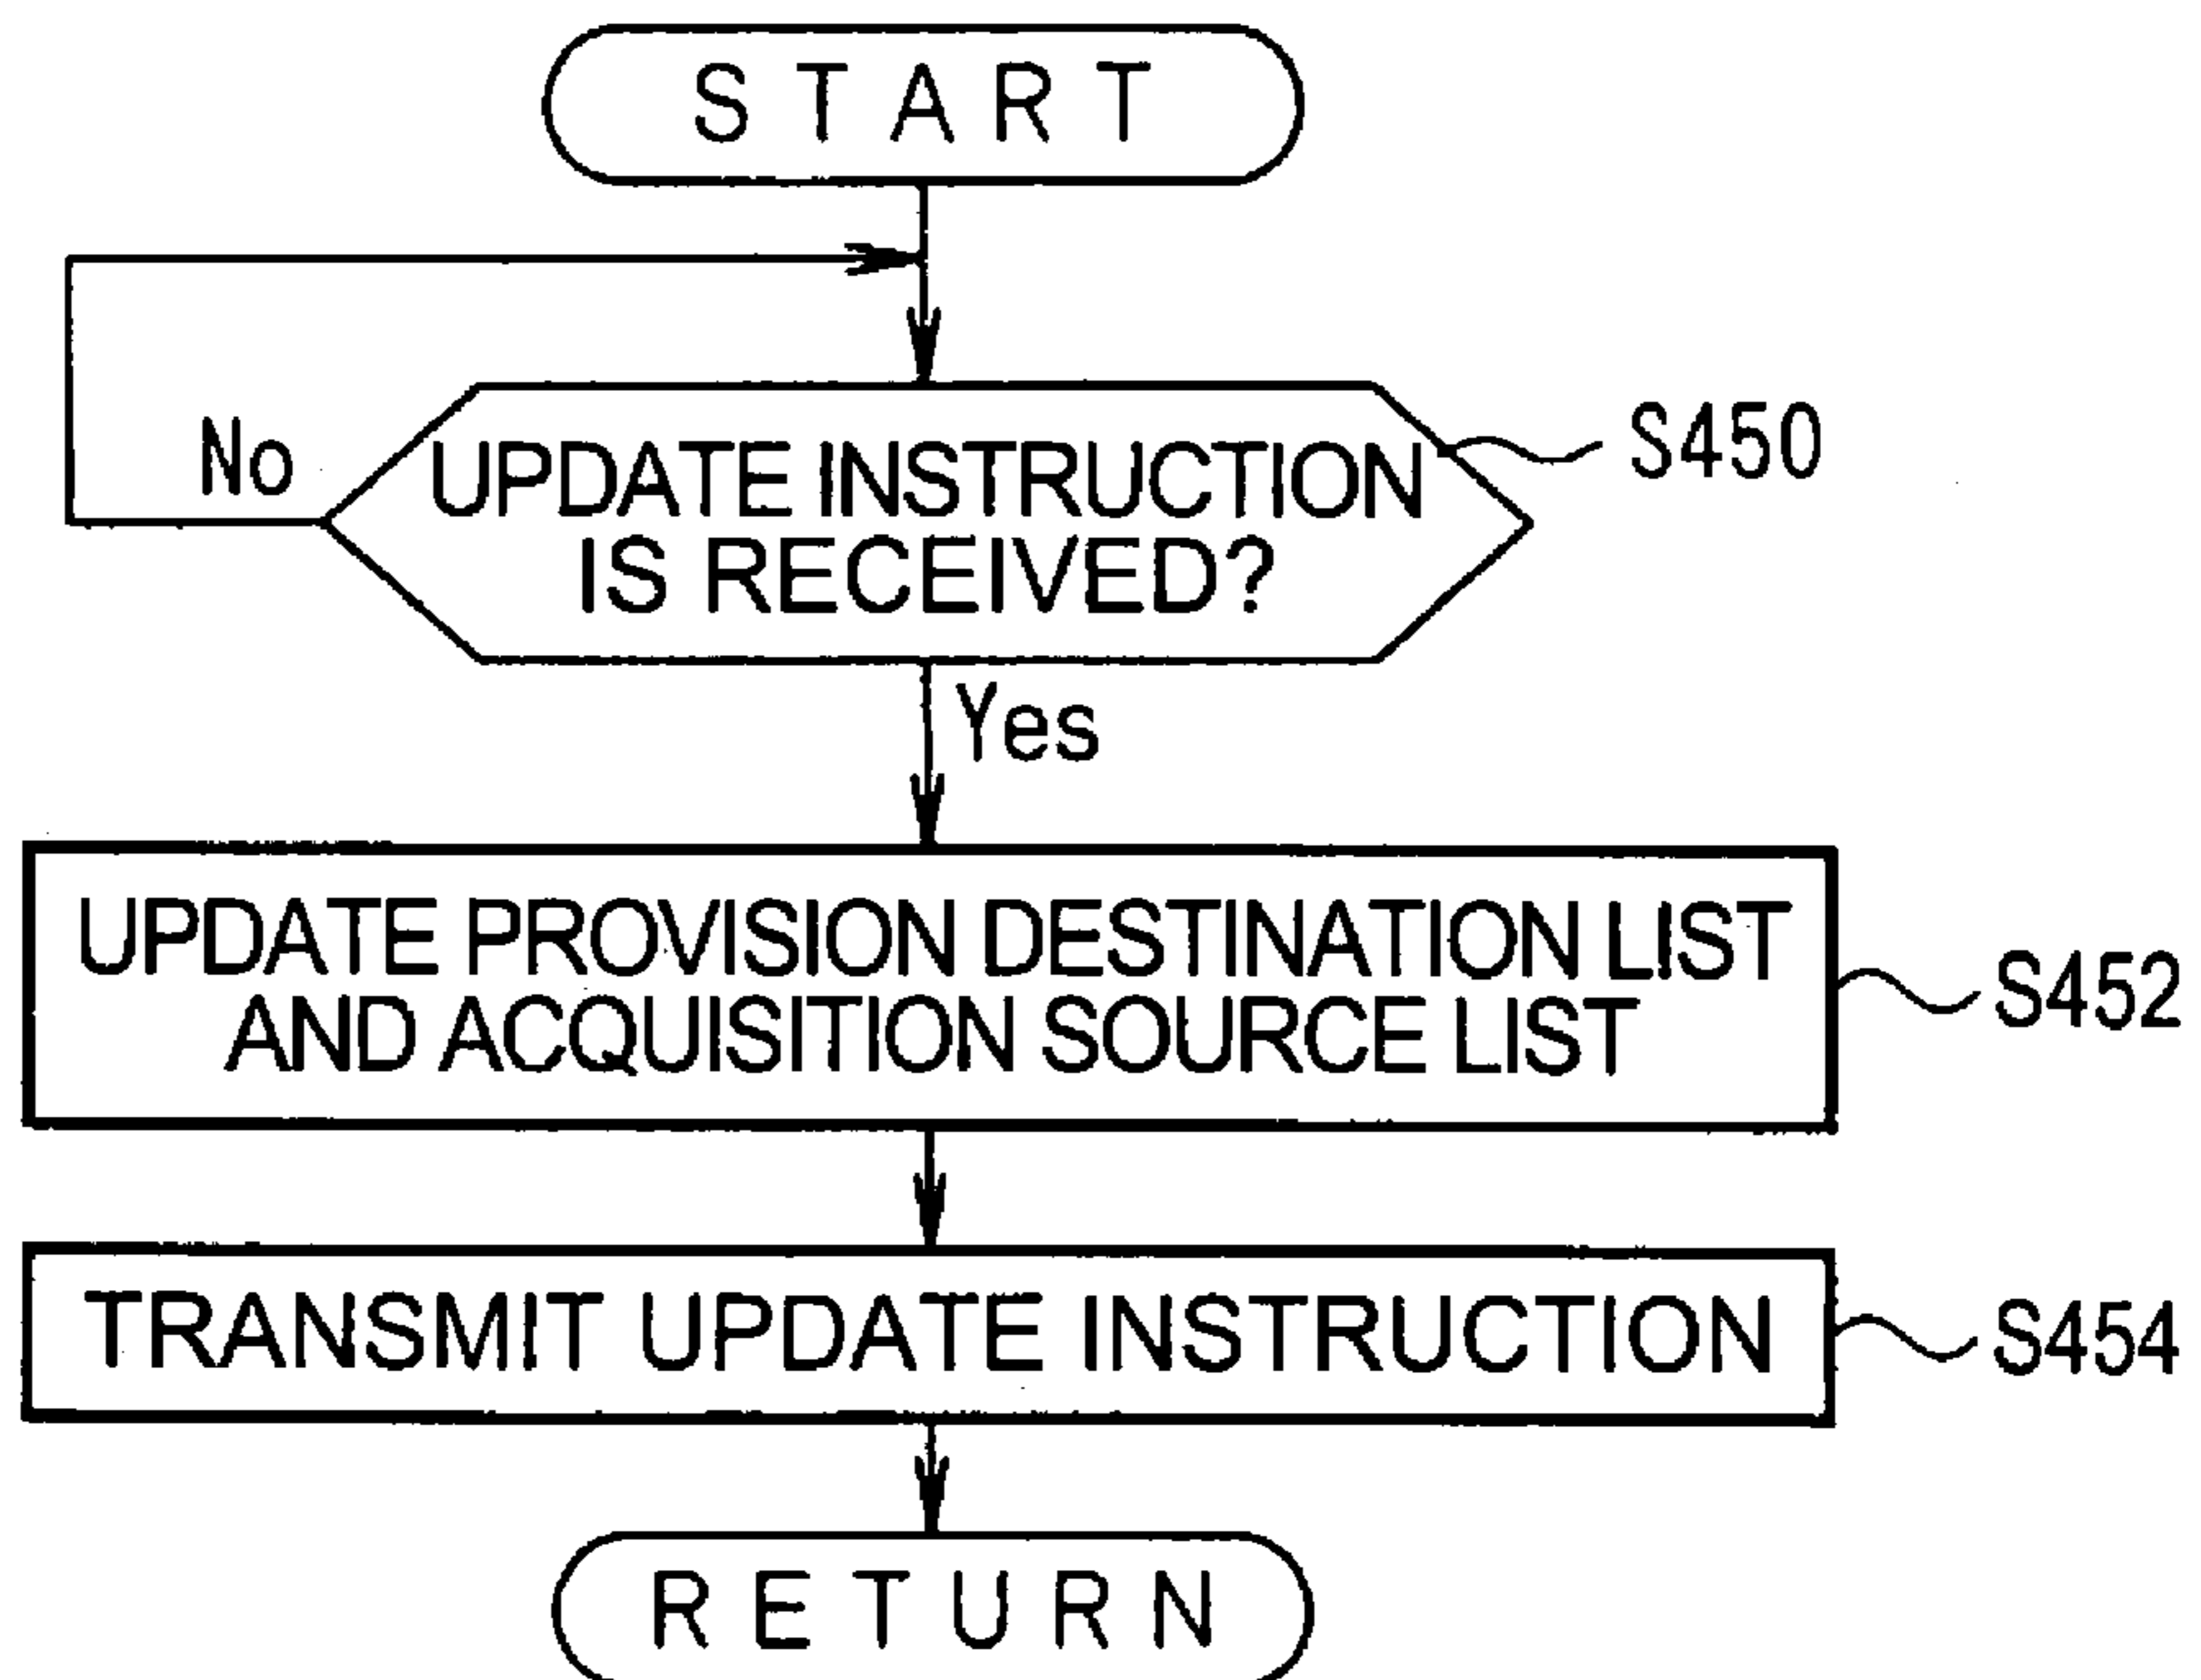 START
No
UPDATE INSTRUCTION
IS RECEIVED?
S450
Yes
UPDATE PROVISION DESTINATION LIST
AND ACQUISITION SOURCE LIST
S452
TRANSMIT UPDATE INSTRUCTION
S454
RETURN